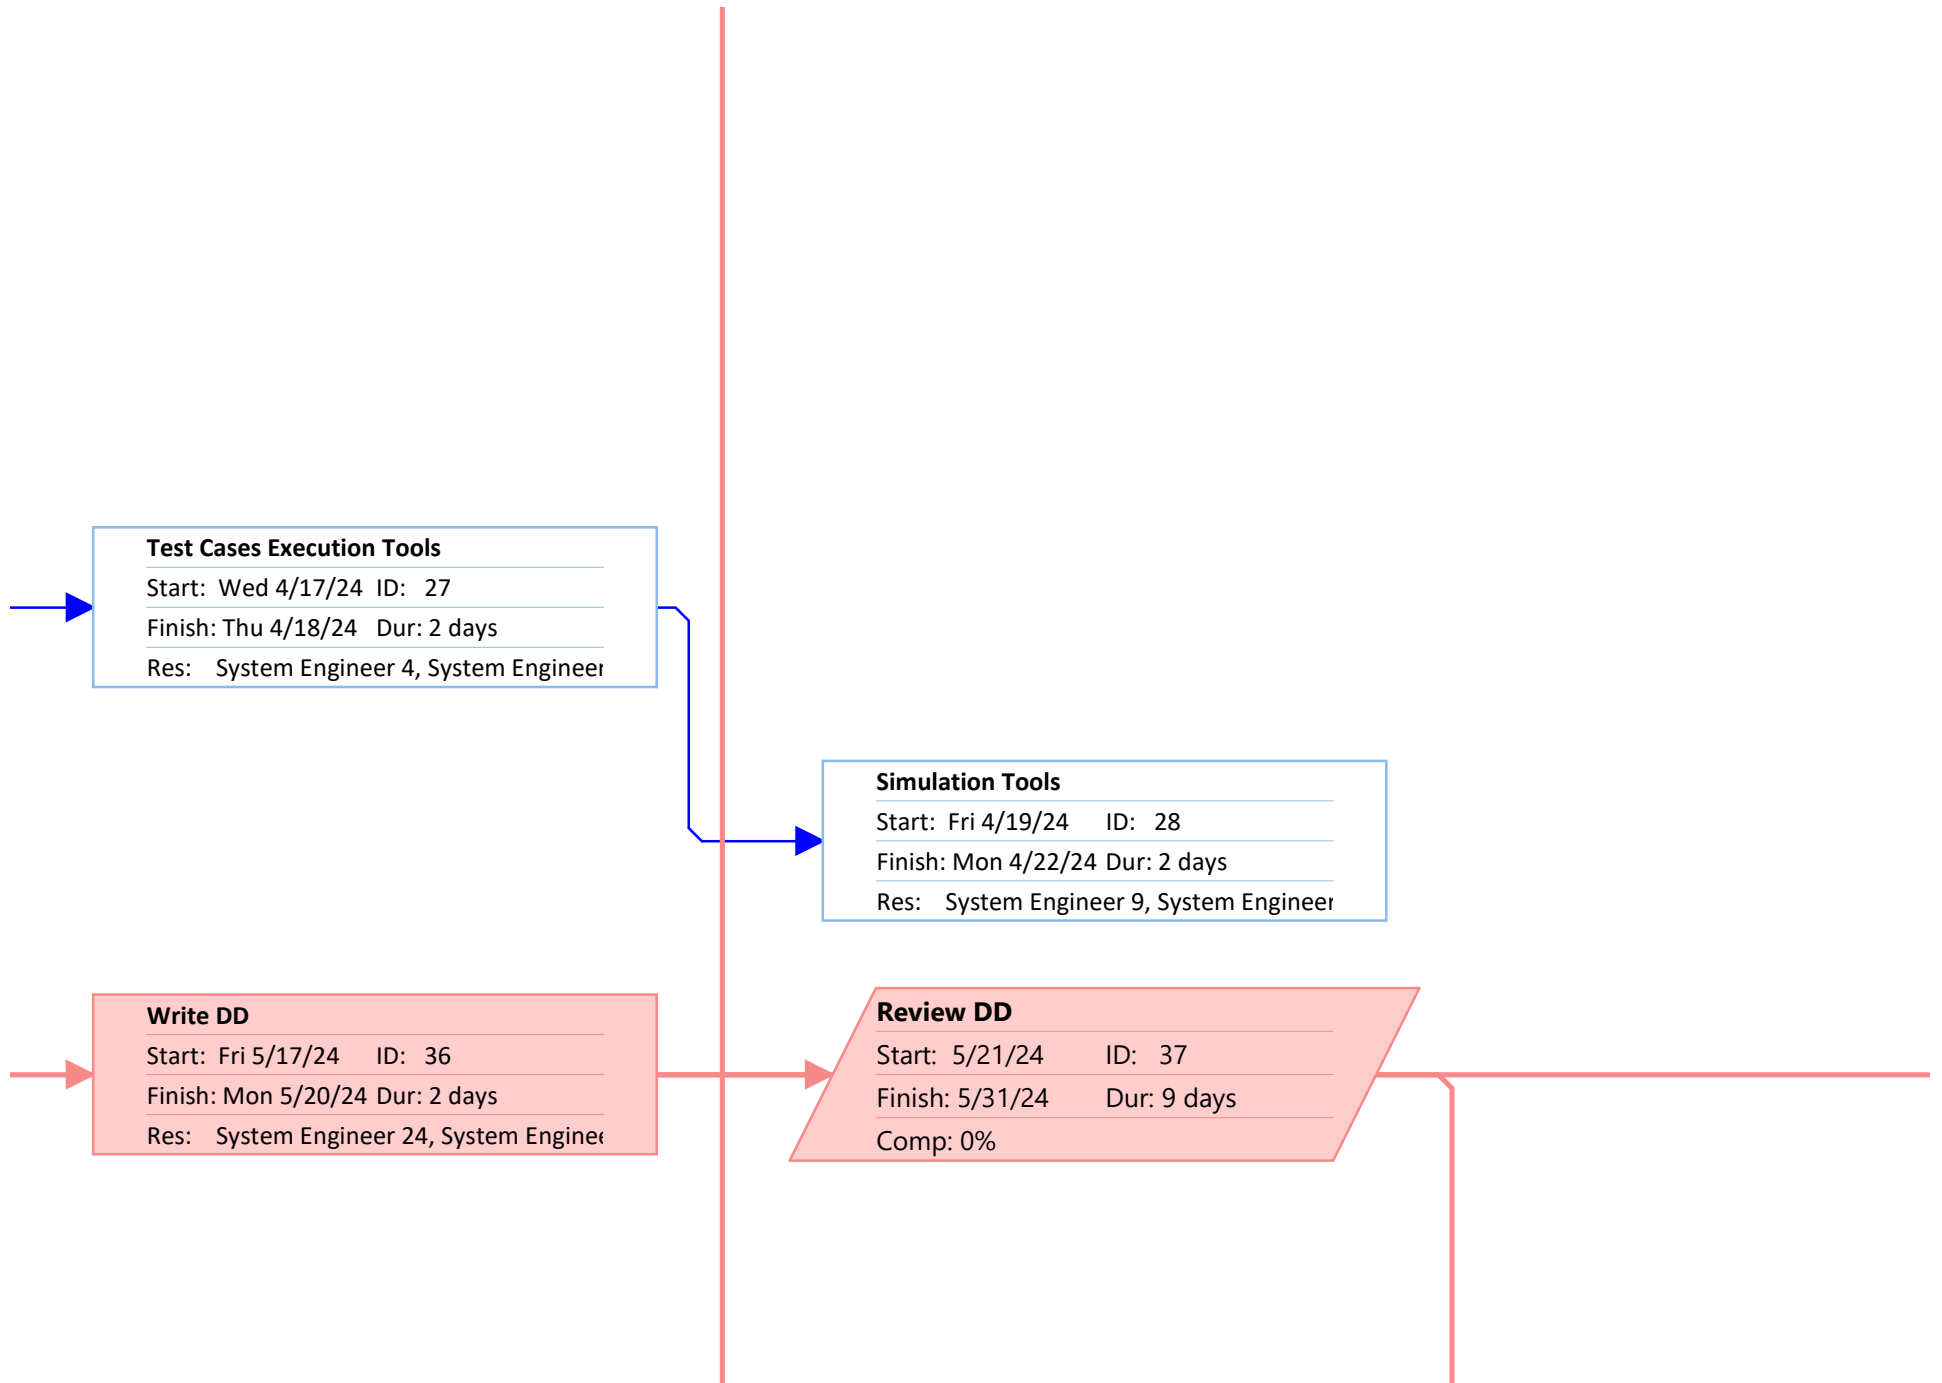 Test Cases Execution Tools
Start: Wed 4/17/24 ID: 27
Finish: Thu 4/18/24 Dur: 2 days
Res: System Engineer 4, System Engineer
Simulation Tools
Start: Fri 4/19/24 ID: 28
Finish: Mon 4/22/24 Dur: 2 days
Res: System Engineer 9, System Engineer
Write DD
Start: Fri 5/17/24 ID: 36
Finish: Mon 5/20/24 Dur: 2 days
Res: System Engineer 24, System Enginee
Review DD
Start: 5/21/24 ID: 37
Finish: 5/31/24 Dur: 9 days
Comp: 0%